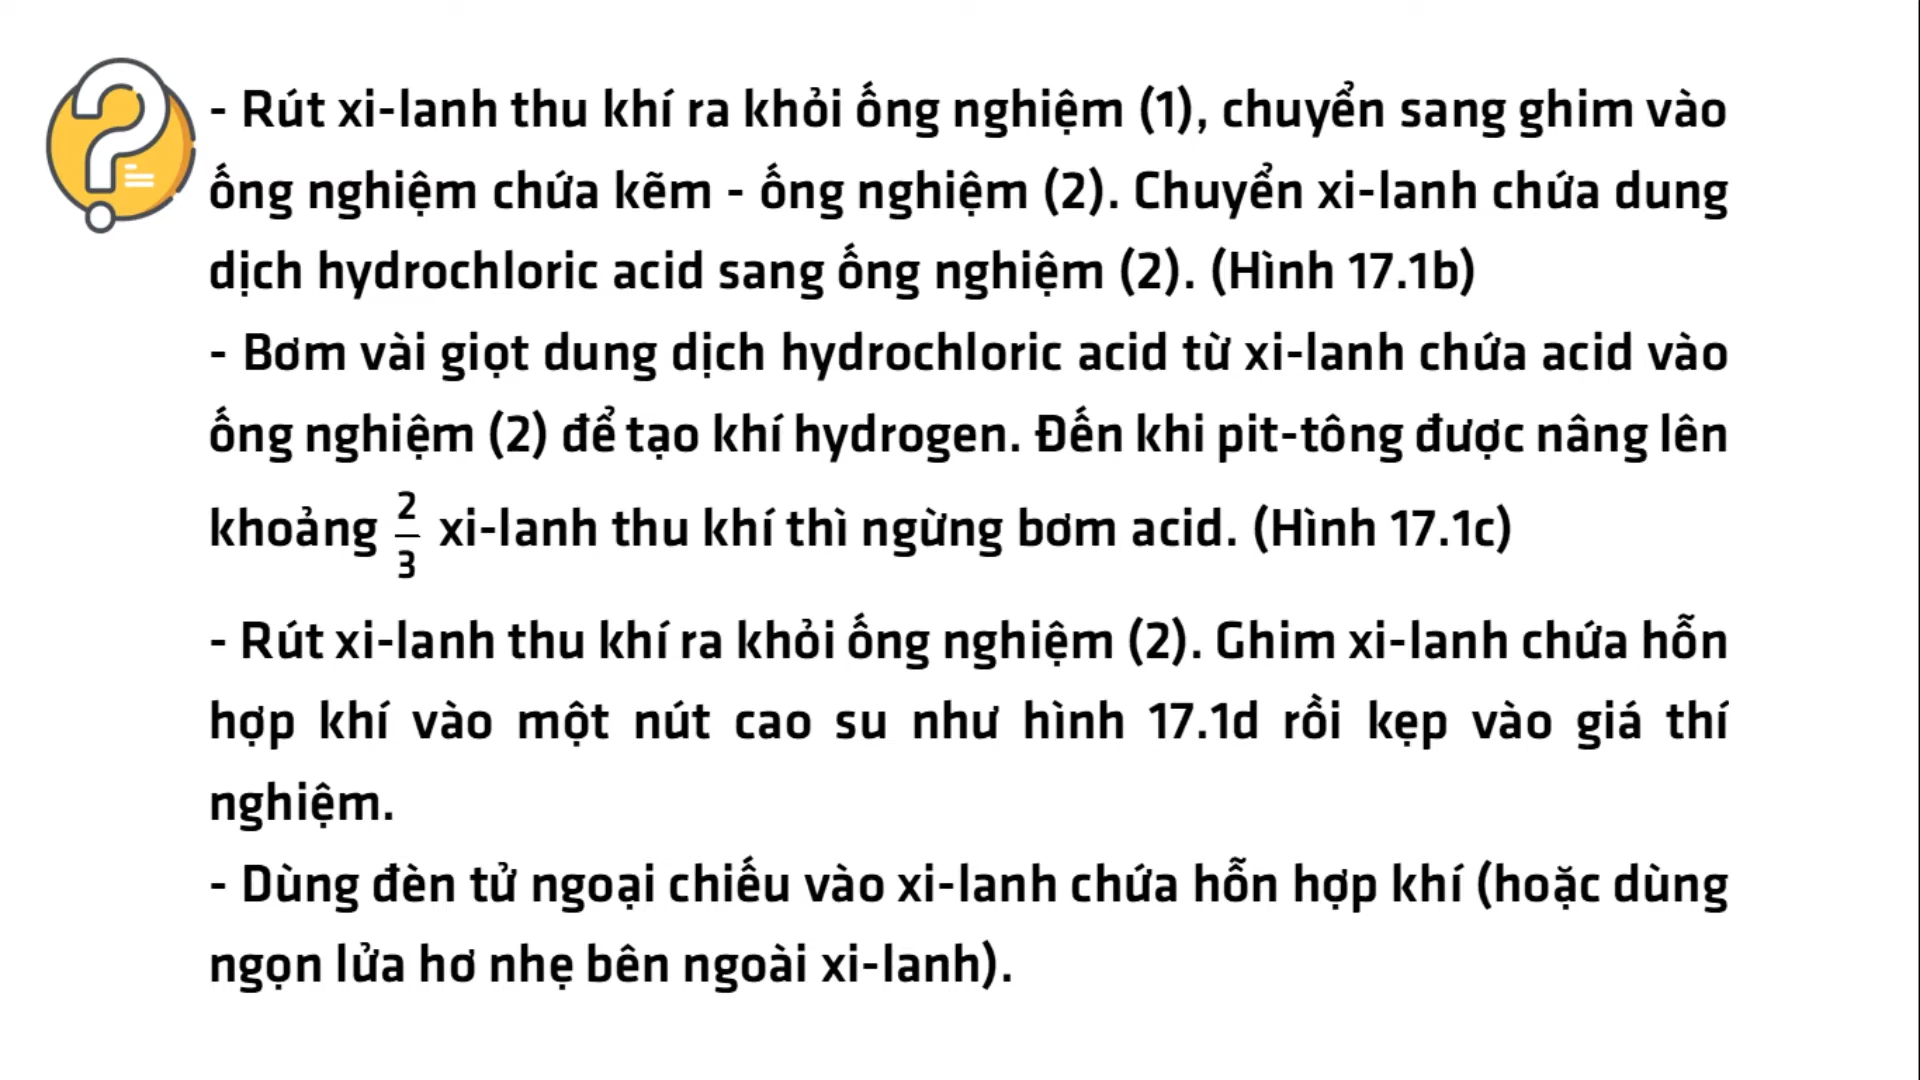 - Rút xi-lanh thu khí ra khỏi ống nghiệm (1), chuyển sang ghim vào
ống nghiệm chứa kẽm - ống nghiệm (2). Chuyển xi-lanh chứa dung
dịch hydrochloric acid sang ống nghiệm (2). (Hình 17.1b)
- Bơm vài giọt dung dịch hydrochloric acid từ xi-lanh chứa acid vào
ống nghiệm (2) để tạo khí hydrogen. Đến khi pit-tông được nâng lên
khoảng 2/3 xi-lanh thu khí thì ngừng bơm acid. (Hình 17.1c)
- Rút xi-lanh thu khí ra khỏi ống nghiệm (2). Ghim xi-lanh chứa hỗn
hợp khí vào một nút cao su như hình 17.1d rồi kẹp vào giá thí
nghiệm.
- Dùng đèn tử ngoại chiếu vào xi-lanh chứa hỗn hợp khí (hoặc dùng
ngọn lửa hơ nhẹ bên ngoài xi-lanh).